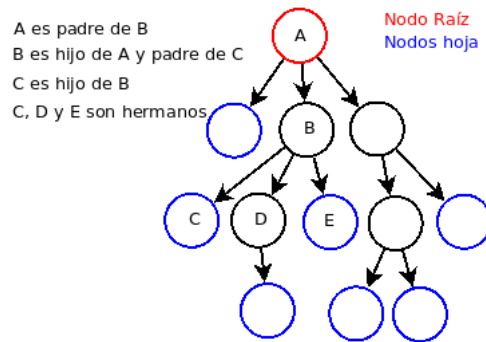 A es padre de B
B es hijo de A y padre de C
C es hijo de B
C, D y E son hermanos
Nodo Raíz
Nodos hoja
A
B
C
D
E